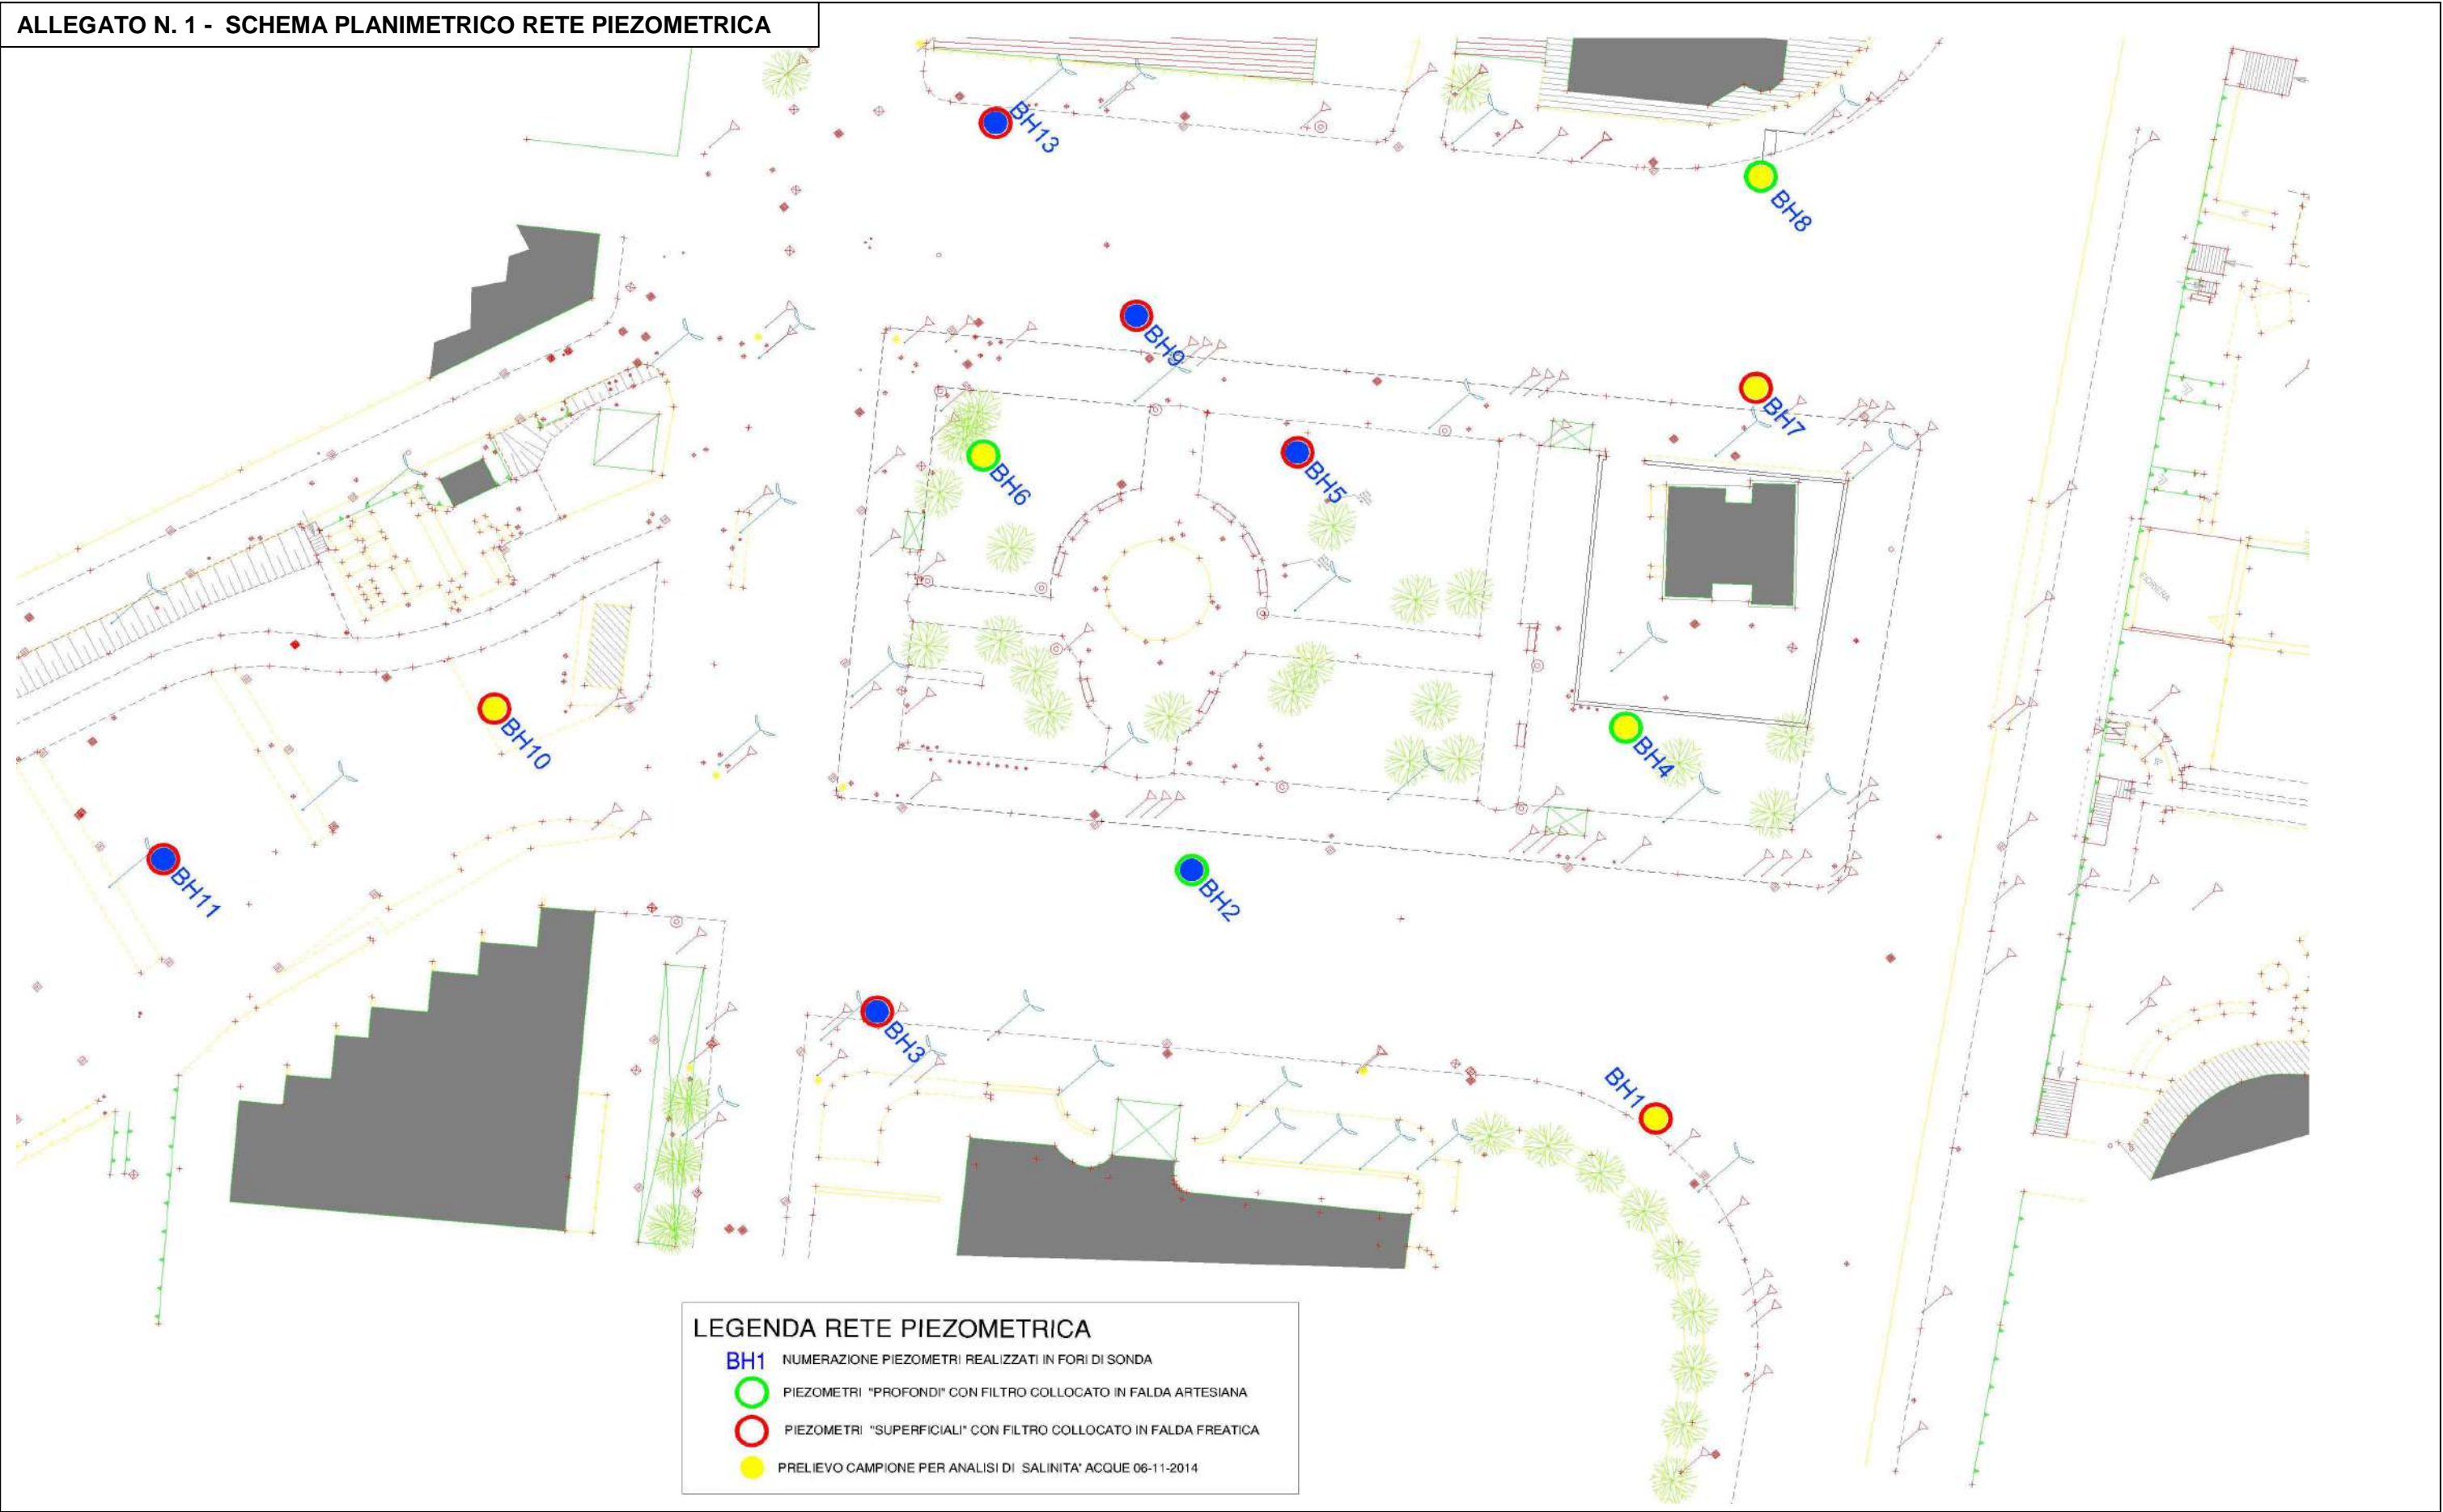 ALLEGATO N. 1 - SCHEMA PLANIMETRICO RETE PIEZOMETRICA
BH13
BH8
BH9
BH7
BH6
BH5
BH10
BH4
BH11
BH2
BH3
BH1
LEGENDA RETE PIEZOMETRICA
BH1 NUMERAZIONE PIEZOMETRI REALIZZATI IN FORI DI SONDA
PIEZOMETRI "PROFONDI" CON FILTRO COLLOCATO IN FALDA ARTESIANA
PIEZOMETRI "SUPERFICIALI" CON FILTRO COLLOCATO IN FALDA FREATICA
PRELIEVO CAMPIONE PER ANALISI DI SALINITA' ACQUE 06-11-2014